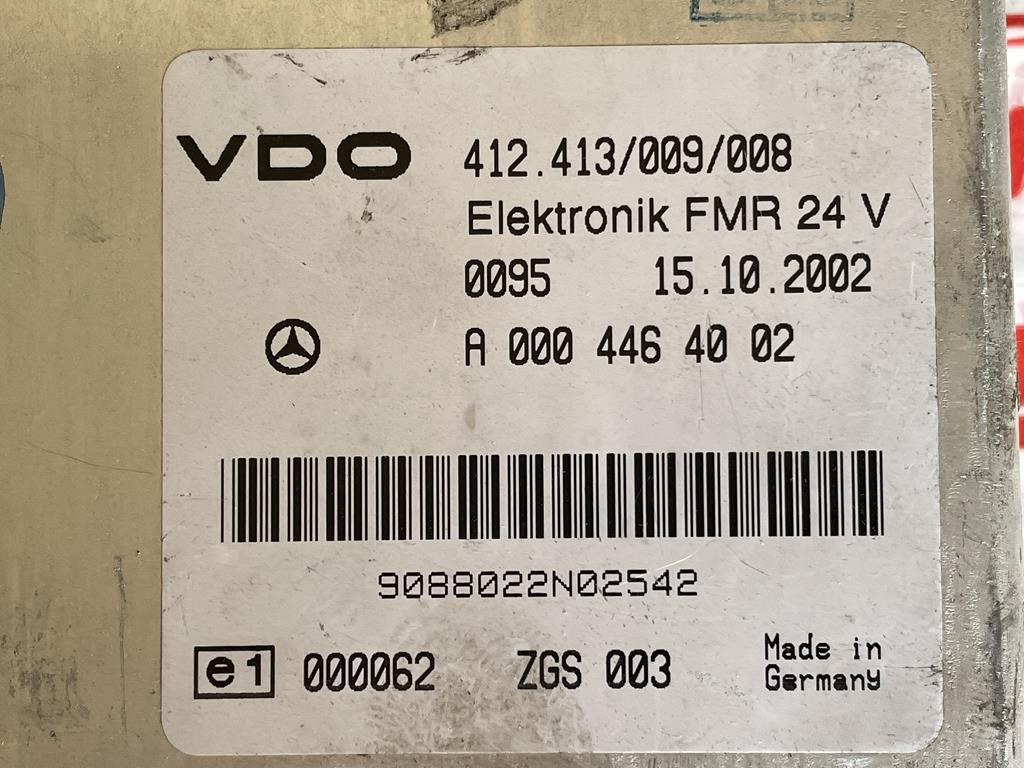 VDO 412.413/009/008
Elektronik FMR 24 V
0095 15.10.2002
A 000 446 40 02
9088022N02542
e1 000062 ZGS 003 Made in
Germany